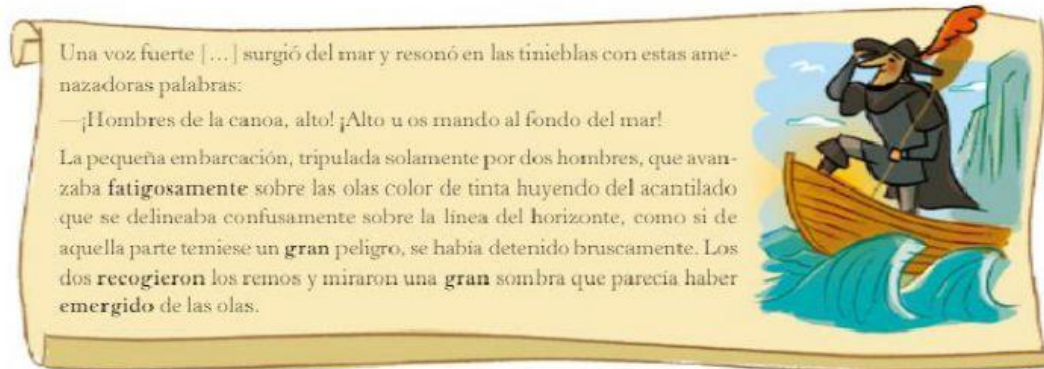 Una voz fuerte […] surgió del mar y resonó en las tinieblas con estas ame-
nazadoras palabras:
—¡Hombres de la canoa, alto! ¡Alto u os mando al fondo del mar!
La pequeña embarcación, tripulada solamente por dos hombres, que avan-
zaba fatigosamente sobre las olas color de tinta huyendo del acantilado
que se delineaba confusamente sobre la línea del horizonte, como si de
aquella parte temiese un gran peligro, se había detenido bruscamente. Los
dos recogieron los remos y miraron una gran sombra que parecía haber
emergido de las olas.